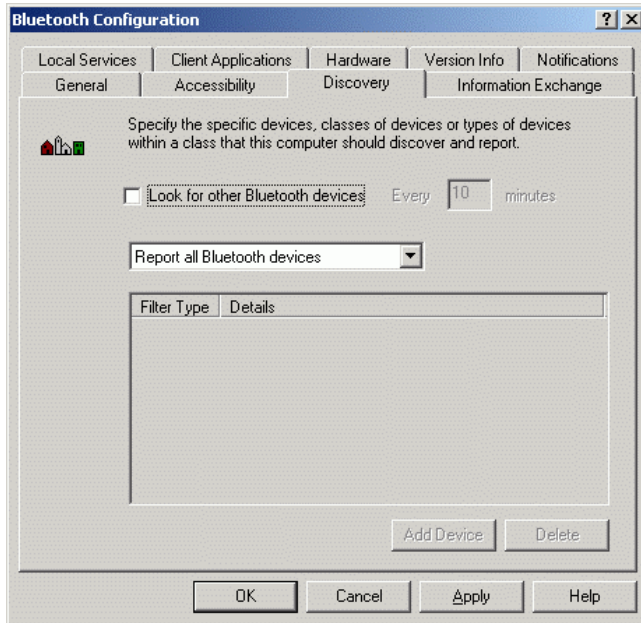 Bluetooth Configuration
Local Services Client Applications Hardware Version Info Notifications
General Accessibility Discovery Information Exchange
Specify the specific devices, classes of devices or types of devices
within a class that this computer should discover and report.
Look for other Bluetooth devices Every 10 minutes
Report all Bluetooth devices
Filter Type Details
Add Device Delete
OK Cancel Apply Help